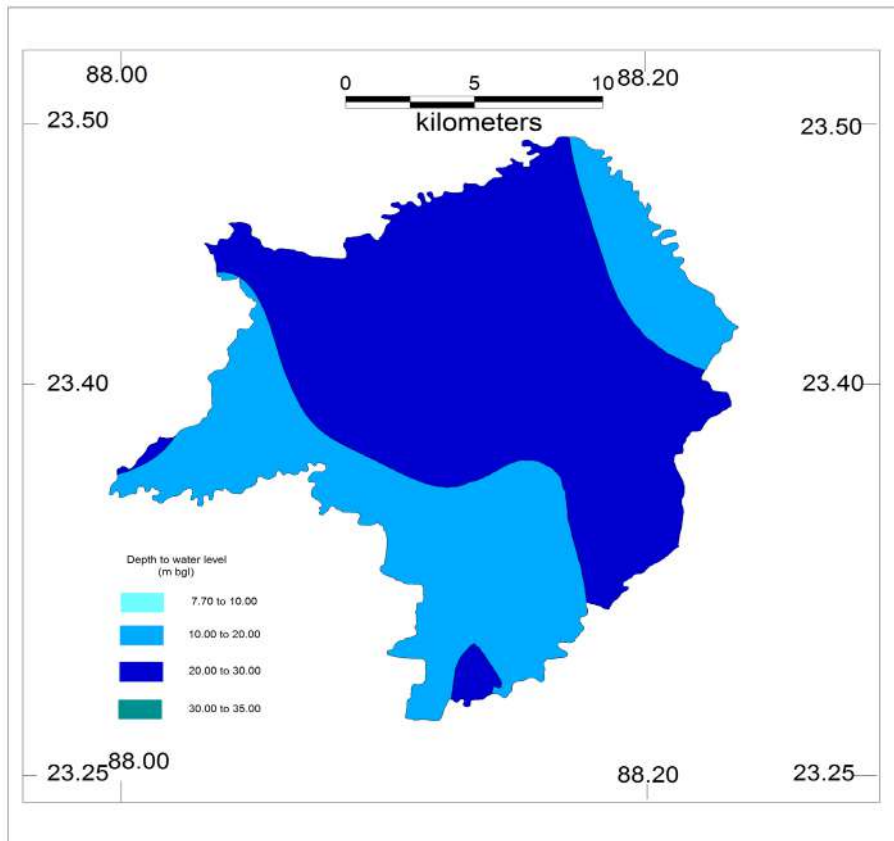 88.00
0 5 10
88.20
kilometers
23.50
23.50
23.40
23.40
Depth to water level
(m bgl)
7.70 to 10.00
10.00 to 20.00
20.00 to 30.00
30.00 to 35.00
88.00
88.20
23.25
23.25